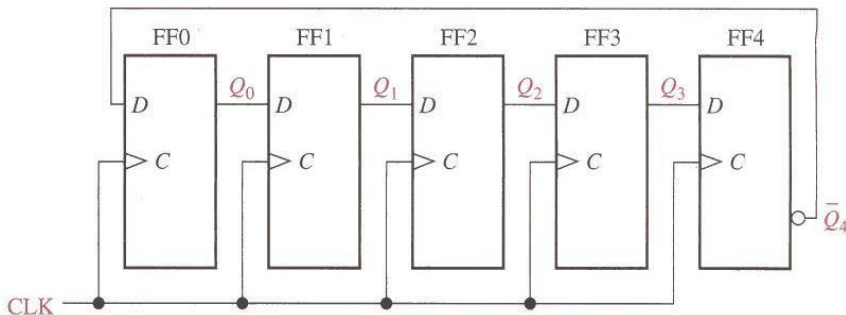 FF0 FF1 FF2 FF3 FF4
D Q₀ D Q₁ D Q₂ D Q₃ D
C C C C C
Q̅₄
CLK